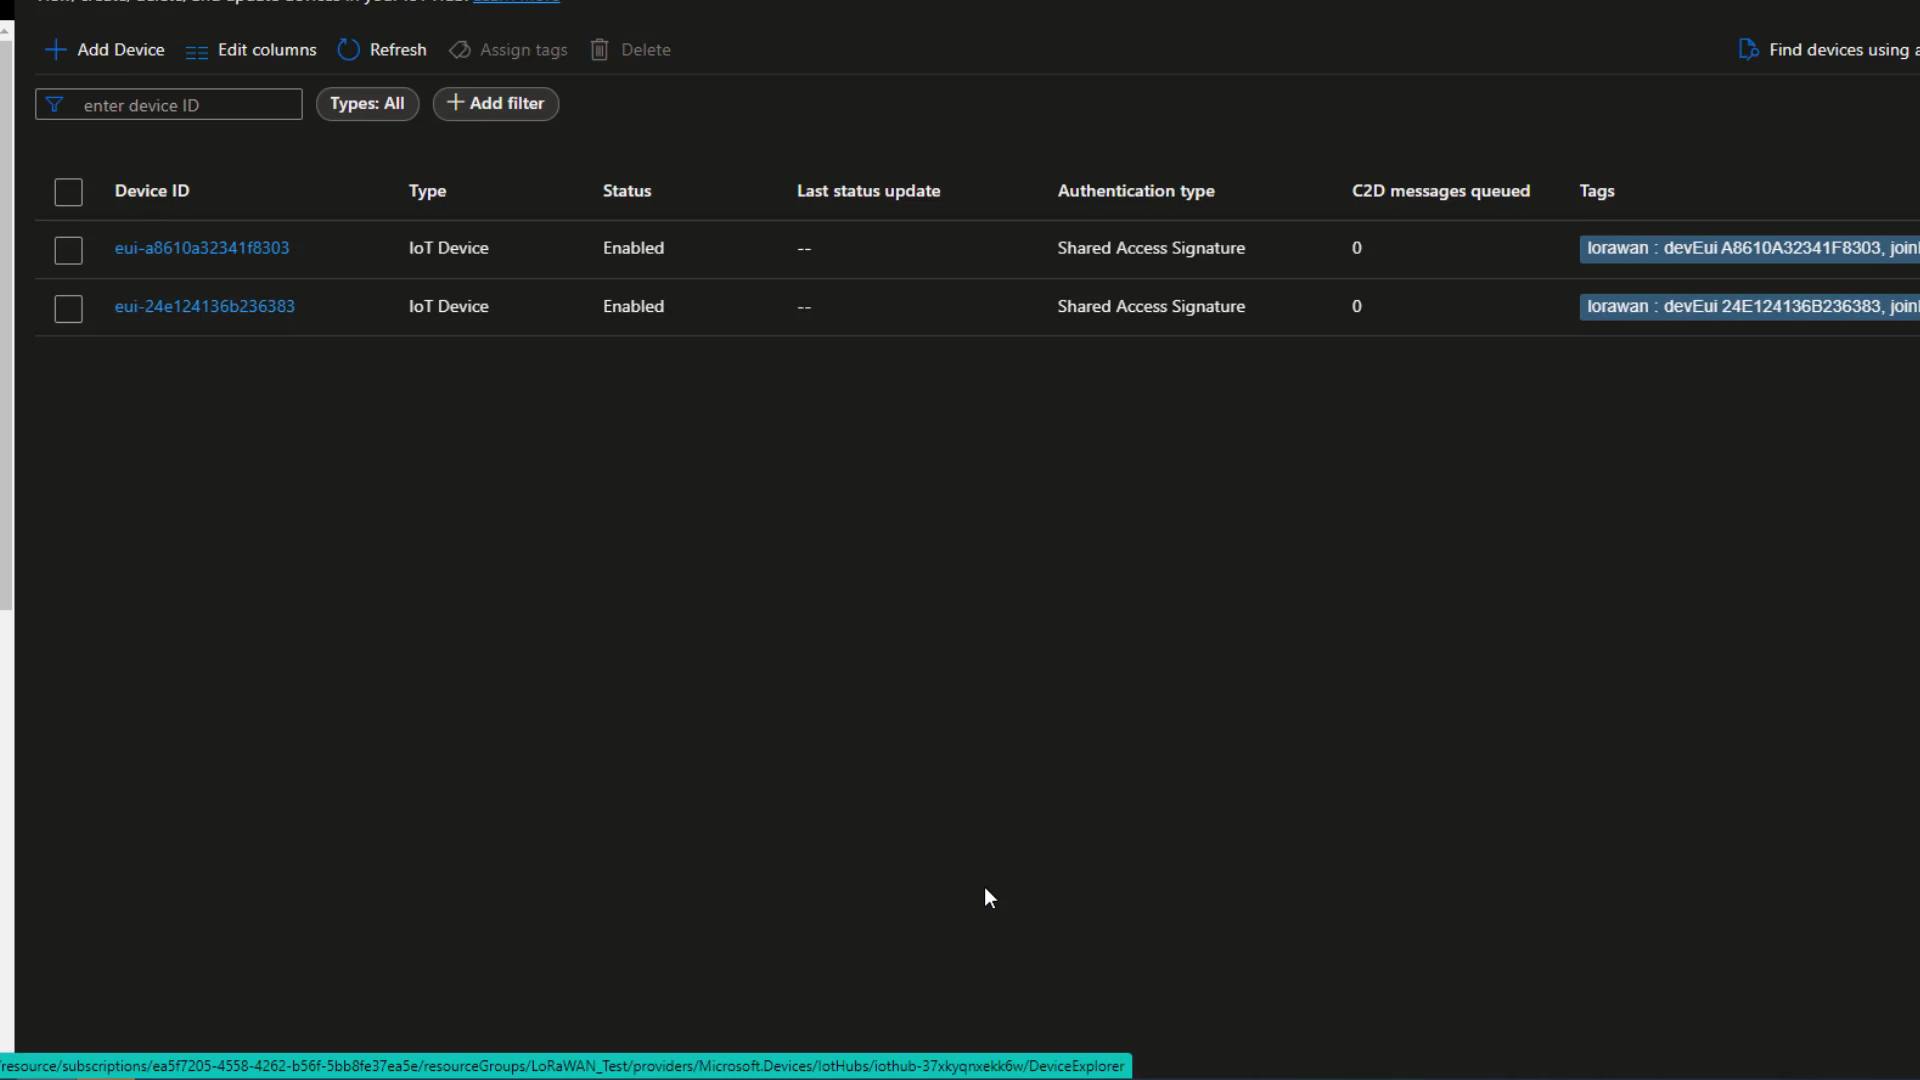 Add Device Edit columns Refresh Assign tags Delete Find devices using
enter device ID Types: All Add filter
Device ID Type Status Last status update Authentication type C2D messages queued Tags
eui-a8610a32341f8303 IoT Device Enabled -- Shared Access Signature 0 lorawan : devEui A8610A32341F8303, join
eui-24e124136b236383 IoT Device Enabled -- Shared Access Signature 0 lorawan : devEui 24E124136B236383, join
/resource/subscriptions/ea5f7205-4558-4262-b56f-5bb8fe37ea5e/resourceGroups/LoRaWAN_Test/providers/Microsoft.Devices/IotHubs/iothub-37xkyqnxekk6w/DeviceExplorer